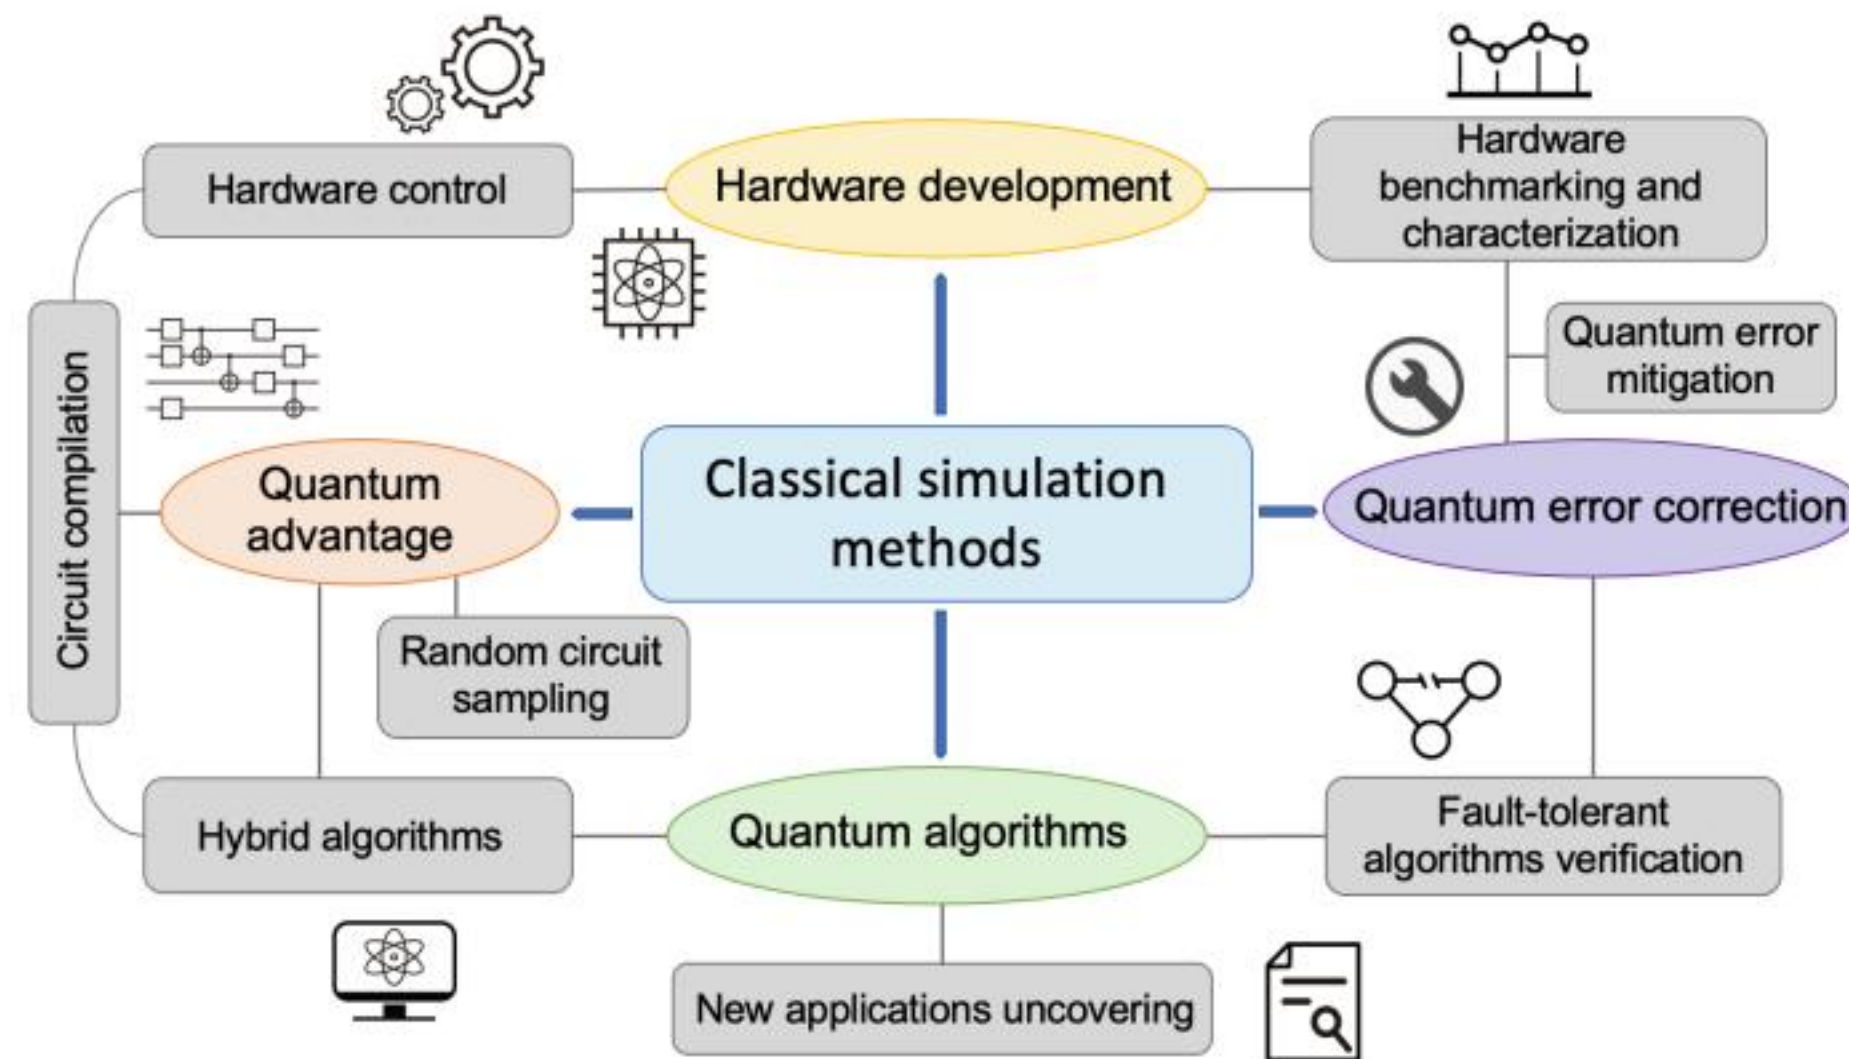 Hardware control
Hardware development
Hardware
benchmarking and
characterization
Quantum error
mitigation
Circuit compilation
Quantum
advantage
Classical simulation
methods
Quantum error correction
Random circuit
sampling
Hybrid algorithms
Quantum algorithms
Fault-tolerant
algorithms verification
New applications uncovering